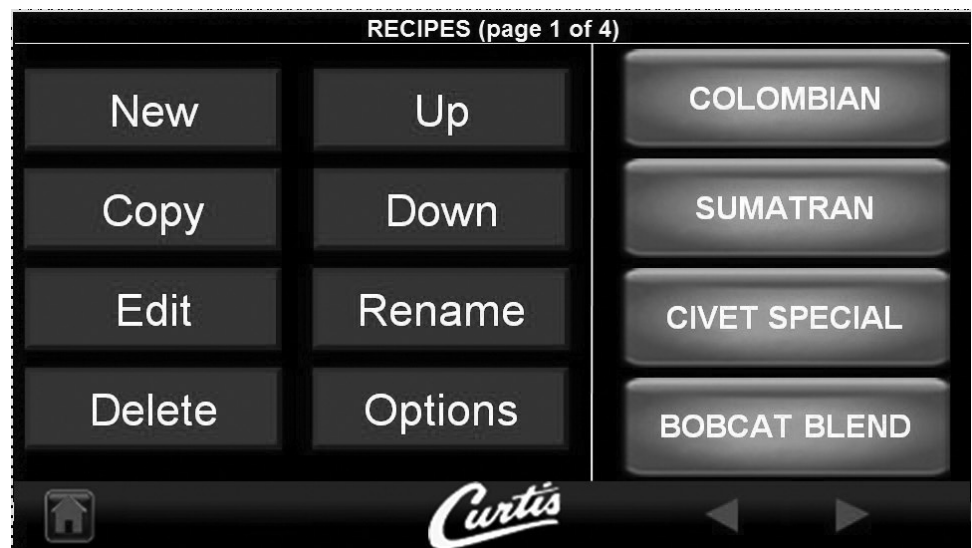 RECIPES (page 1 of 4)
New
Up
Copy
Down
Edit
Rename
Delete
Options
COLOMBIAN
SUMATRAN
CIVET SPECIAL
BOBCAT BLEND
Curtis